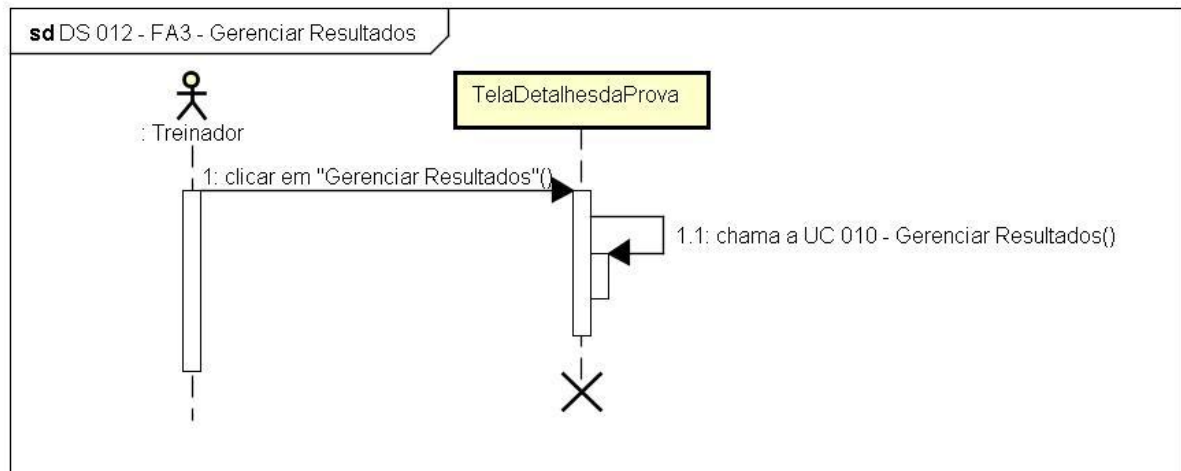 sd DS 012 - FA3 - Gerenciar Resultados
TelaDetalhesdaProva
: Treinador
1: clicar em "Gerenciar Resultados"()
1.1: chama a UC 010 - Gerenciar Resultados()